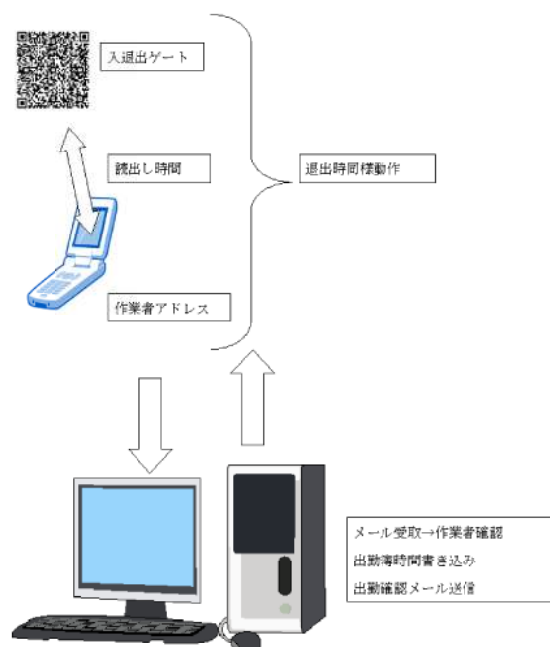 入退出ゲート
読出し時間
退出時同様動作
作業者アドレス
メール受取→作業者確認
出勤簿時間書き込み
出勤確認メール送信